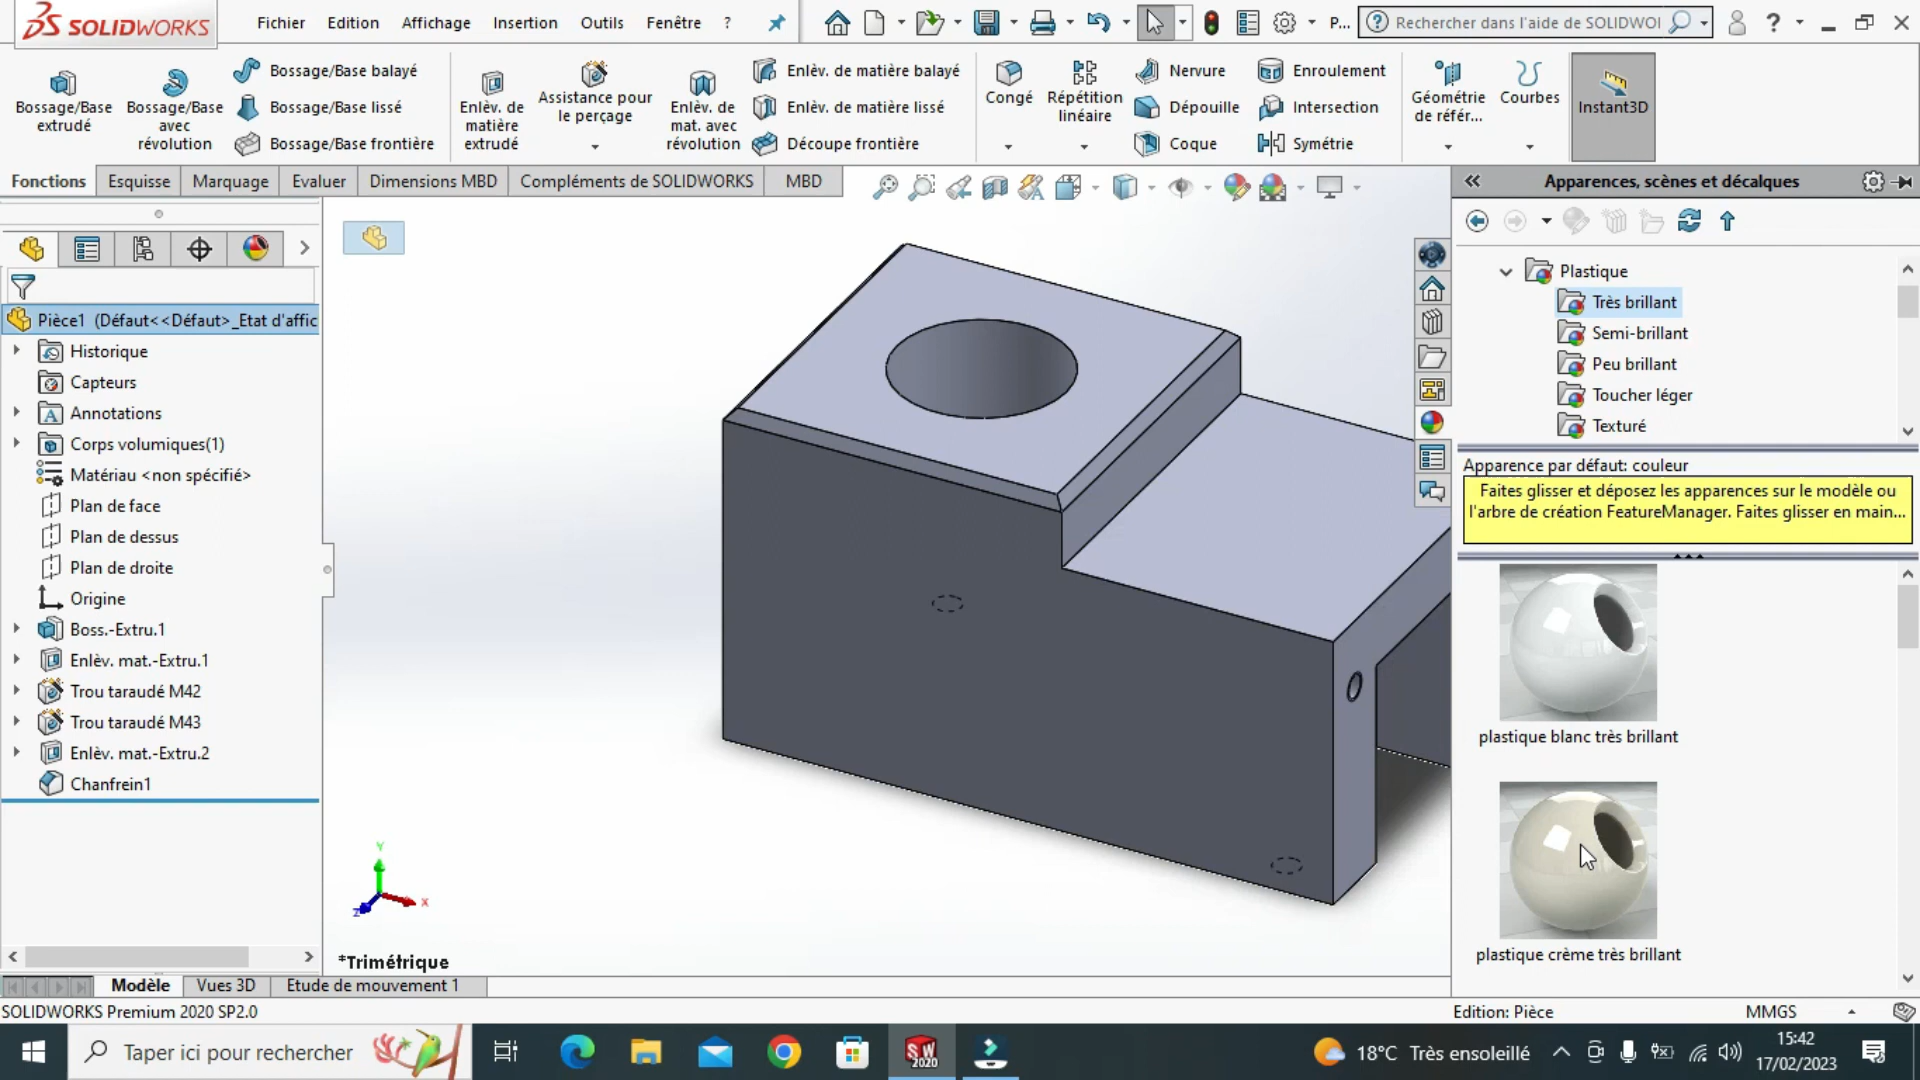 SOLIDWORKS
Fichier Edition Affichage Insertion Outils Fenêtre ?
P...
Rechercher dans l'aide de SOLIDWOI
Bossage/Base extrudé
Bossage/Base avec révolution
Bossage/Base balayé
Bossage/Base lissé
Bossage/Base frontière
Enlèv. de matière extrudé
Assistance pour le perçage
Enlèv. de mat. avec révolution
Enlèv. de matière balayé
Enlèv. de matière lissé
Découpe frontière
Congé
Répétition linéaire
Nervure
Dépouille
Coque
Enroulement
Intersection
Symétrie
Géométrie de référ...
Courbes
Instant3D
Fonctions Esquisse Marquage Evaluer Dimensions MBD Compléments de SOLIDWORKS MBD
Pièce1 (Défaut<<Défaut>_Etat d'affic
Historique
Capteurs
Annotations
Corps volumiques(1)
Matériau <non spécifié>
Plan de face
Plan de dessus
Plan de droite
Origine
Boss.-Extru.1
Enlèv. mat.-Extru.1
Trou taraudé M42
Trou taraudé M43
Enlèv. mat.-Extru.2
Chanfrein1
Y
X
Z
*Trimétrique
Apparences, scènes et décalques
Plastique
Très brillant
Semi-brillant
Peu brillant
Toucher léger
Texturé
Apparence par défaut: couleur
Faites glisser et déposez les apparences sur le modèle ou
l'arbre de création FeatureManager. Faites glisser en main...
plastique blanc très brillant
plastique crème très brillant
Modèle Vues 3D Etude de mouvement 1
SOLIDWORKS Premium 2020 SP2.0
Edition: Pièce
MMGS
Taper ici pour rechercher
SW
2020
18°C Très ensoleillé
15:42
17/02/2023